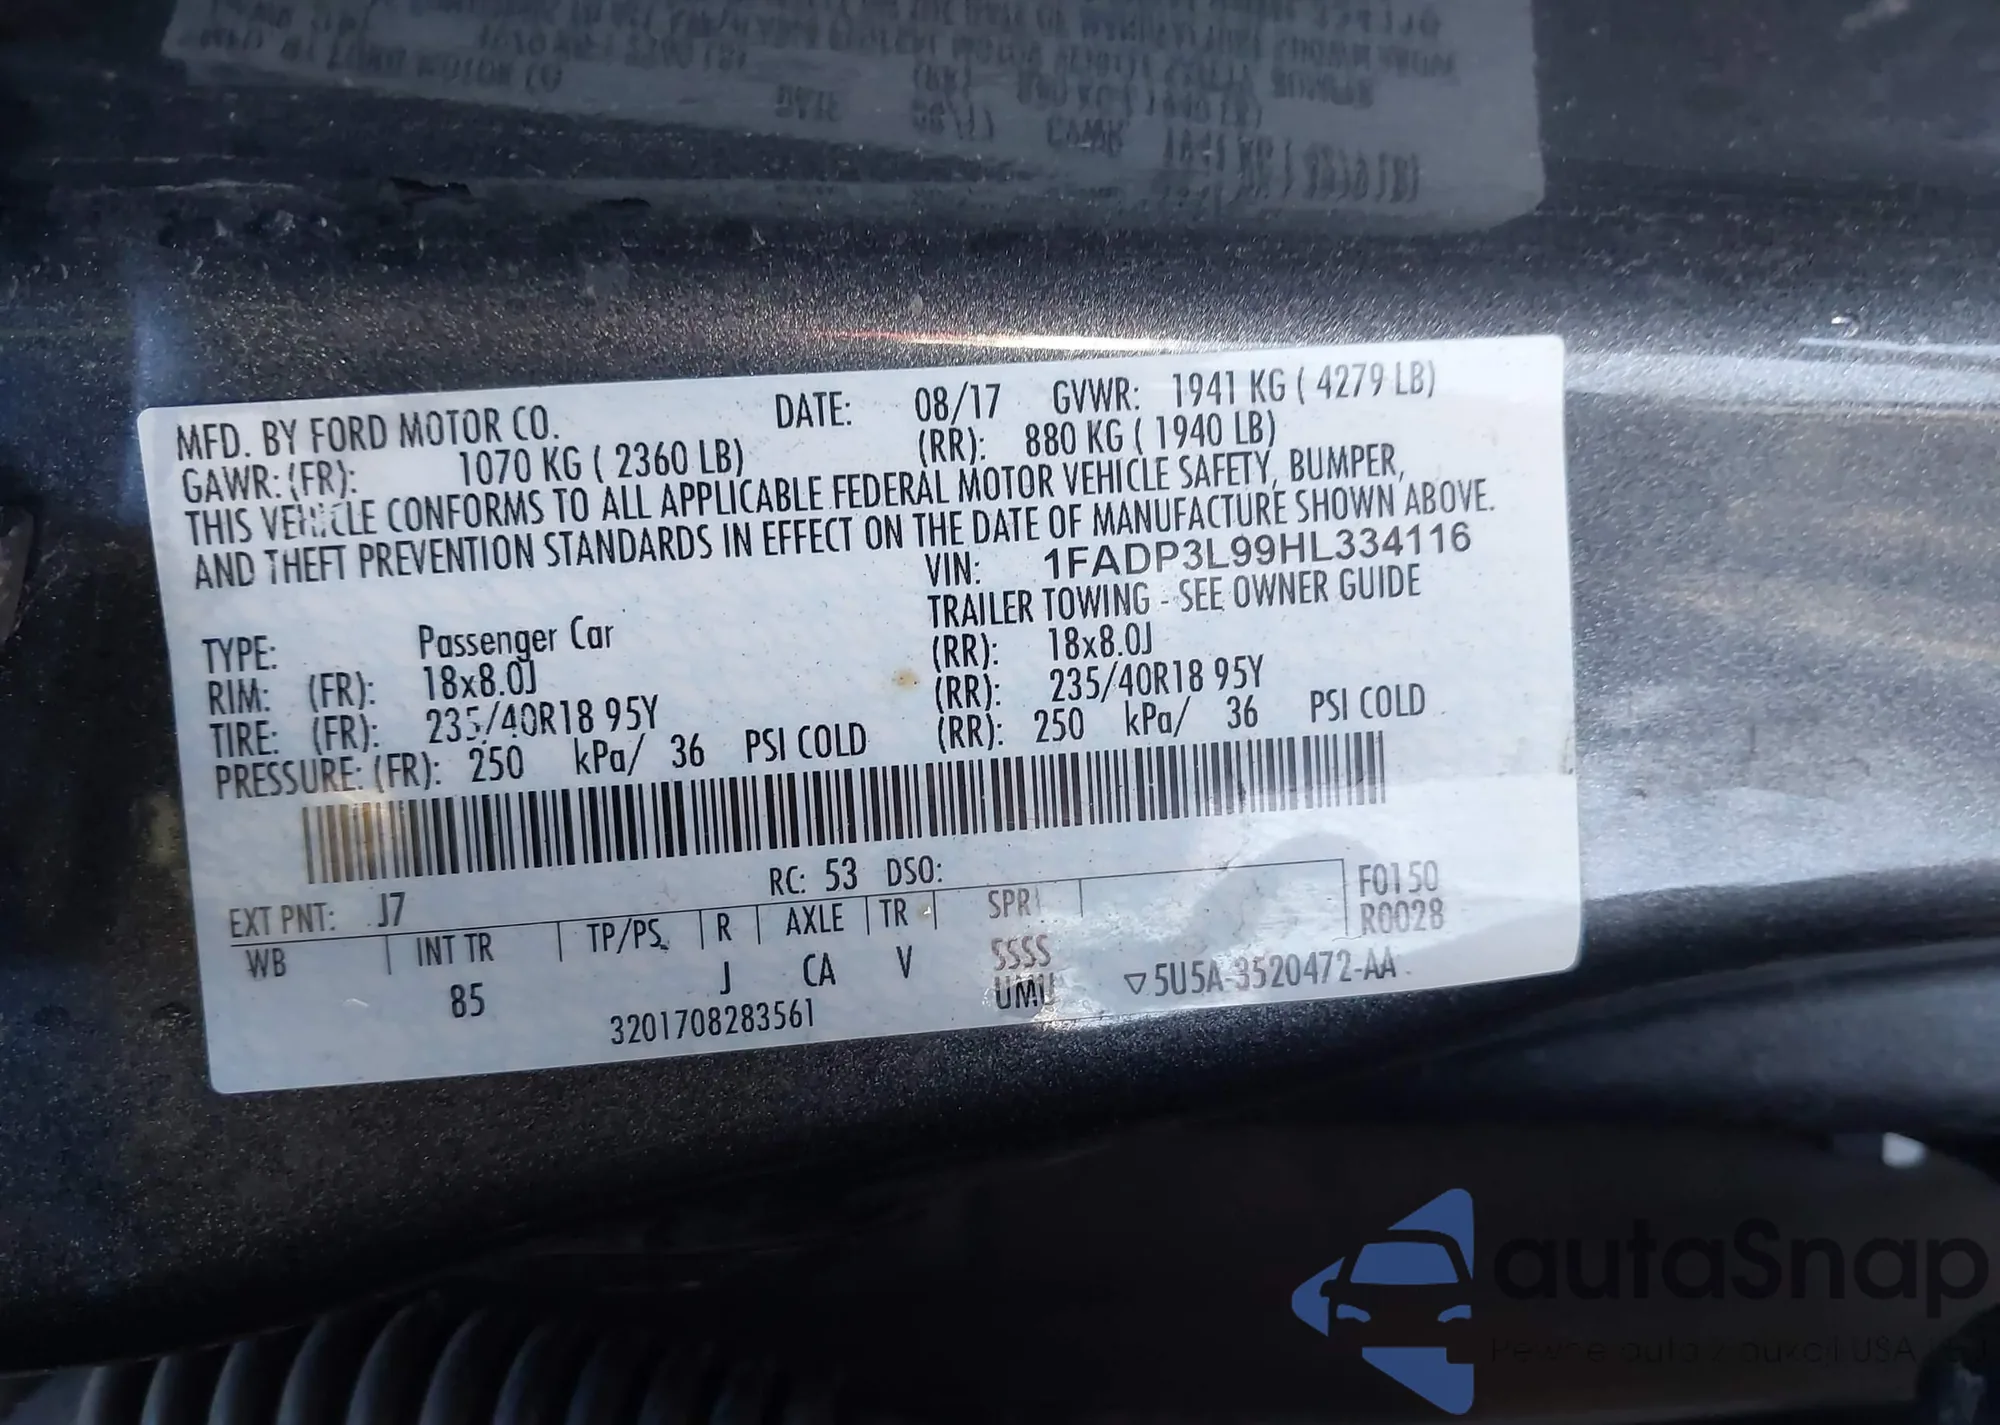 MFD. BY FORD MOTOR CO. DATE: 08/17 GVWR: 1941 KG ( 4279 LB)
GAWR: (FR): 1070 KG ( 2360 LB) (RR): 880 KG ( 1940 LB)
THIS VEHICLE CONFORMS TO ALL APPLICABLE FEDERAL MOTOR VEHICLE SAFETY, BUMPER,
AND THEFT PREVENTION STANDARDS IN EFFECT ON THE DATE OF MANUFACTURE SHOWN ABOVE.
VIN: 1FADP3L99HL334116
TRAILER TOWING - SEE OWNER GUIDE
TYPE: Passenger Car
RIM: (FR): 18x8.0J (RR): 18x8.0J
TIRE: (FR): 235/40R18 95Y (RR): 235/40R18 95Y
PRESSURE: (FR): 250 kPa/ 36 PSI COLD (RR): 250 kPa/ 36 PSI COLD
RC: 53 DSO:
EXT PNT: J7 F0150
WB INT TR TP/PS R AXLE TR SPR R0028
85 J CA V SSSS
UMU
3201708283561 ▽5U5A-3520472-AA
autoSnap